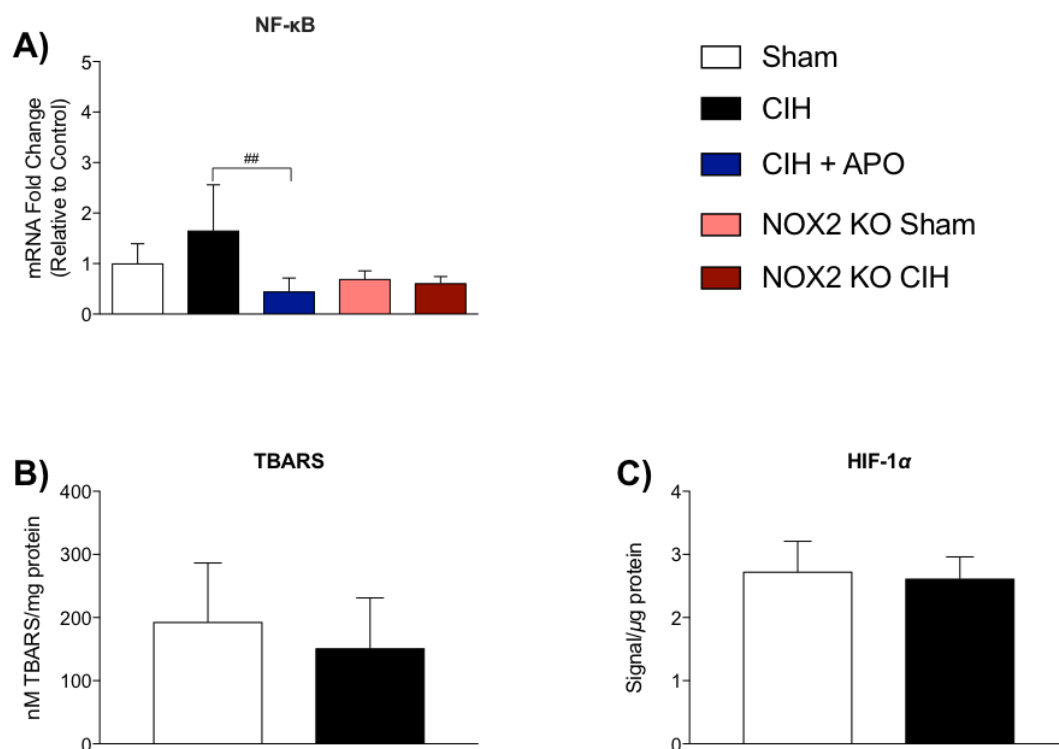 NF-κB
A)
mRNA Fold Change
(Relative to Control)
5
4
3
2
1
0
##
Sham
CIH
CIH + APO
NOX2 KO Sham
NOX2 KO CIH
TBARS
B)
nM TBARS/mg protein
400
300
200
100
0
HIF-1α
C)
Signal/µg protein
4
3
2
1
0